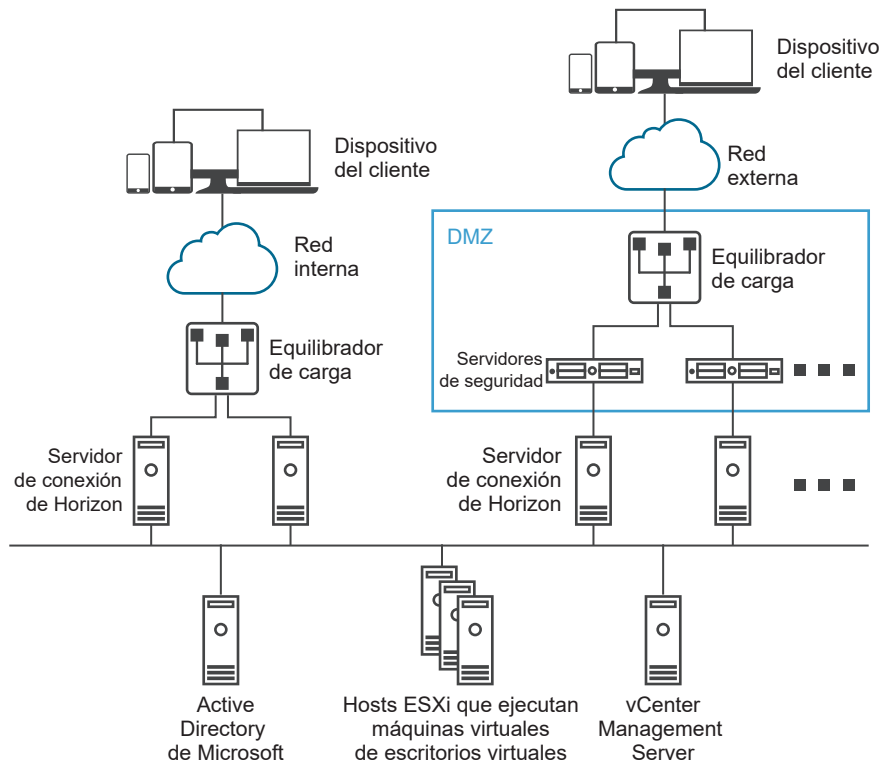 Dispositivo
del cliente
Red
externa
DMZ
Equilibrador
de carga
Servidores
de seguridad
Servidor
de conexión
de Horizon
Dispositivo
del cliente
Red
interna
Equilibrador
de carga
Servidor
de conexión
de Horizon
Active
Directory
de Microsoft
Hosts ESXi que ejecutan
máquinas virtuales
de escritorios virtuales
vCenter
Management
Server